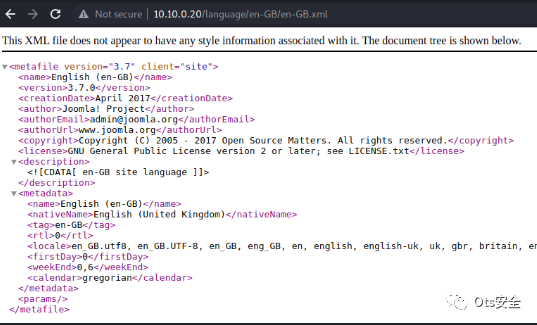 Not secure | 10.10.0.20/language/en-GB/en-GB.xml
This XML file does not appear to have any style information associated with it. The document tree is shown below.
<metafile version="3.7" client="site">
<name>English (en-GB)</name>
<version>3.7.0</version>
<creationDate>April 2017</creationDate>
<author>Joomla! Project</author>
<authorEmail>admin@joomla.org</authorEmail>
<authorUrl>www.joomla.org</authorUrl>
<copyright>Copyright (C) 2005 - 2017 Open Source Matters. All rights reserved.</copyright>
<license>GNU General Public License version 2 or later; see LICENSE.txt</license>
<description>
<![CDATA[ en-GB site language ]]>
</description>
<metadata>
<name>English (en-GB)</name>
<nativeName>English (United Kingdom)</nativeName>
<tag>en-GB</tag>
<rtl>0</rtl>
<locale>en_GB.utf8, en_GB.UTF-8, en_GB, eng_GB, en, english, english-uk, uk, gbr, britain, en
<firstDay>0</firstDay>
<weekEnd>0,6</weekEnd>
<calendar>gregorian</calendar>
</metadata>
<params/>
</metafile>
Ots安全